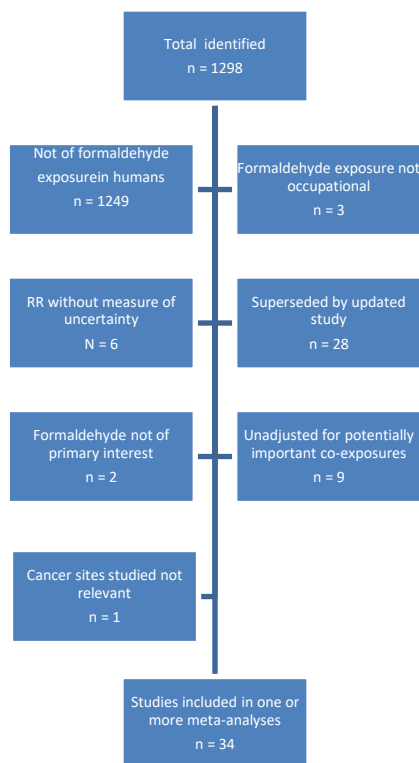 Total identified
n = 1298
Not of formaldehyde
exposurein humans
n = 1249
Formaldehyde exposure not
occupational
n = 3
RR without measure of
uncertainty
N = 6
Superseded by updated
study
n = 28
Formaldehyde not of
primary interest
n = 2
Unadjusted for potentially
important co-exposures
n = 9
Cancer sites studied not
relevant
n = 1
Studies included in one or
more meta-analyses
n = 34